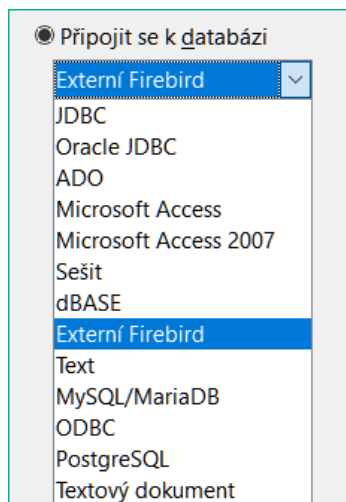 Připojit se k databázi
Externí Firebird
JDBC
Oracle JDBC
ADO
Microsoft Access
Microsoft Access 2007
Sešit
dBASE
Externí Firebird
Text
MySQL/MariaDB
ODBC
PostgreSQL
Textový dokument